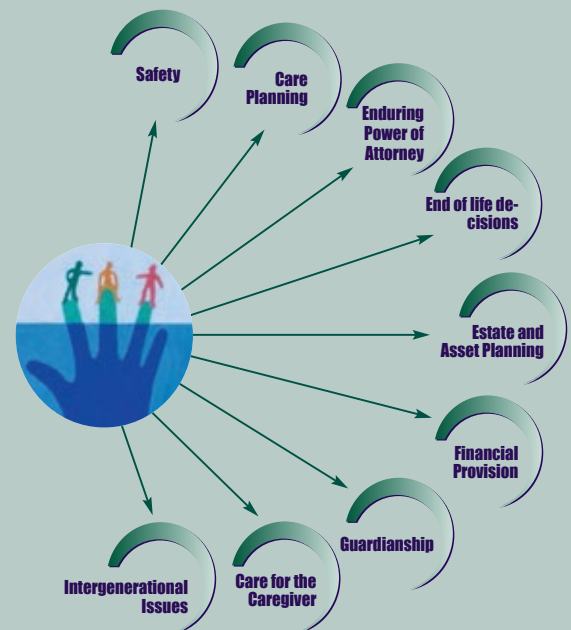 Safety
Care
Planning
Enduring
Power of
Attorney
End of life de-
cisions
Estate and
Asset Planning
Financial
Provision
Guardianship
Care for the
Caregiver
Intergenerational
Issues